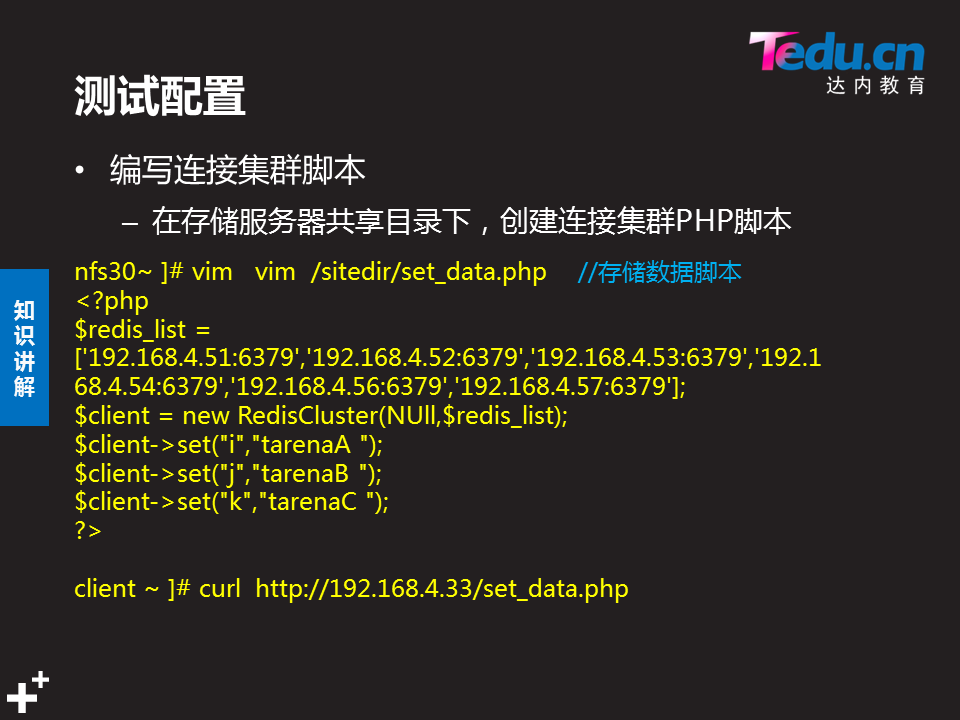 Tedu.cn
达内教育
测试配置
• 编写连接集群脚本
– 在存储服务器共享目录下，创建连接集群PHP脚本
知
识
讲
解
nfs30~ ]# vim   vim  /sitedir/set_data.php    //存储数据脚本
<?php
$redis_list =
['192.168.4.51:6379','192.168.4.52:6379','192.168.4.53:6379','192.1
68.4.54:6379','192.168.4.56:6379','192.168.4.57:6379'];
$client = new RedisCluster(NUll,$redis_list);
$client->set("i","tarenaA ");
$client->set("j","tarenaB ");
$client->set("k","tarenaC ");
?>
client ~ ]# curl  http://192.168.4.33/set_data.php